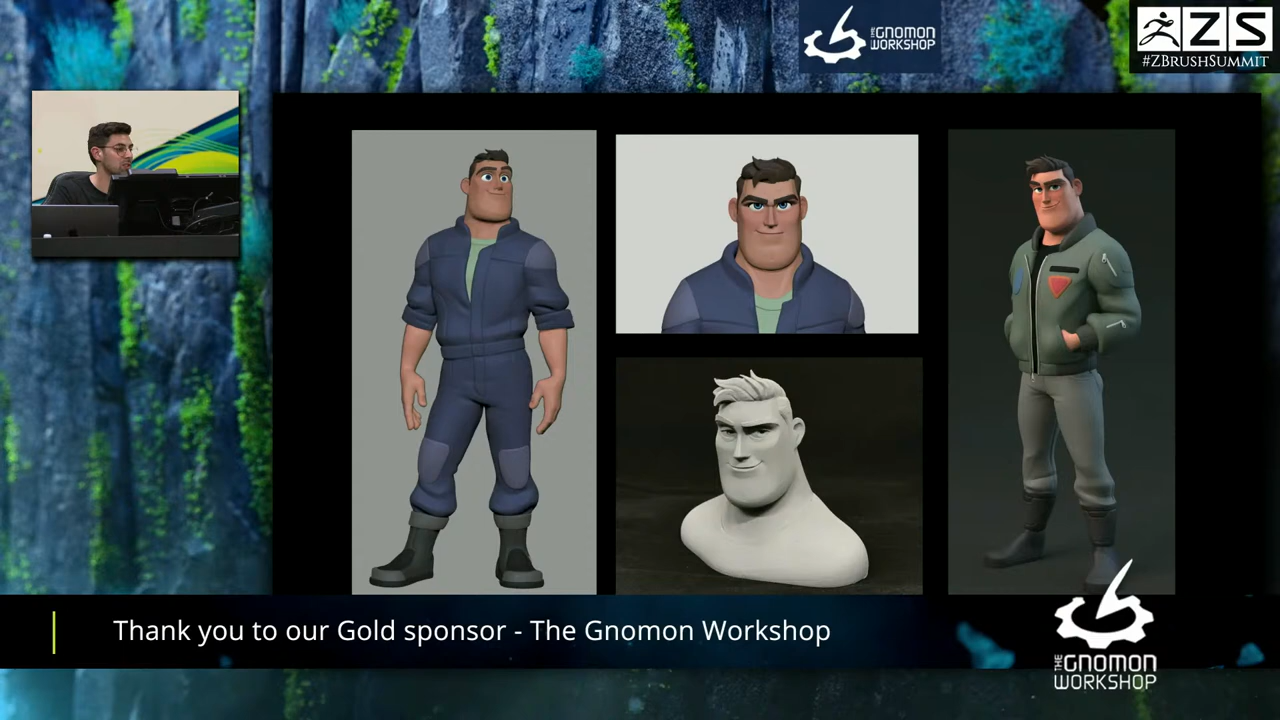 THE GNOMON
WORKSHOP
ZS
#ZBRUSHSUMMIT
Thank you to our Gold sponsor - The Gnomon Workshop
THE GNOMON
WORKSHOP